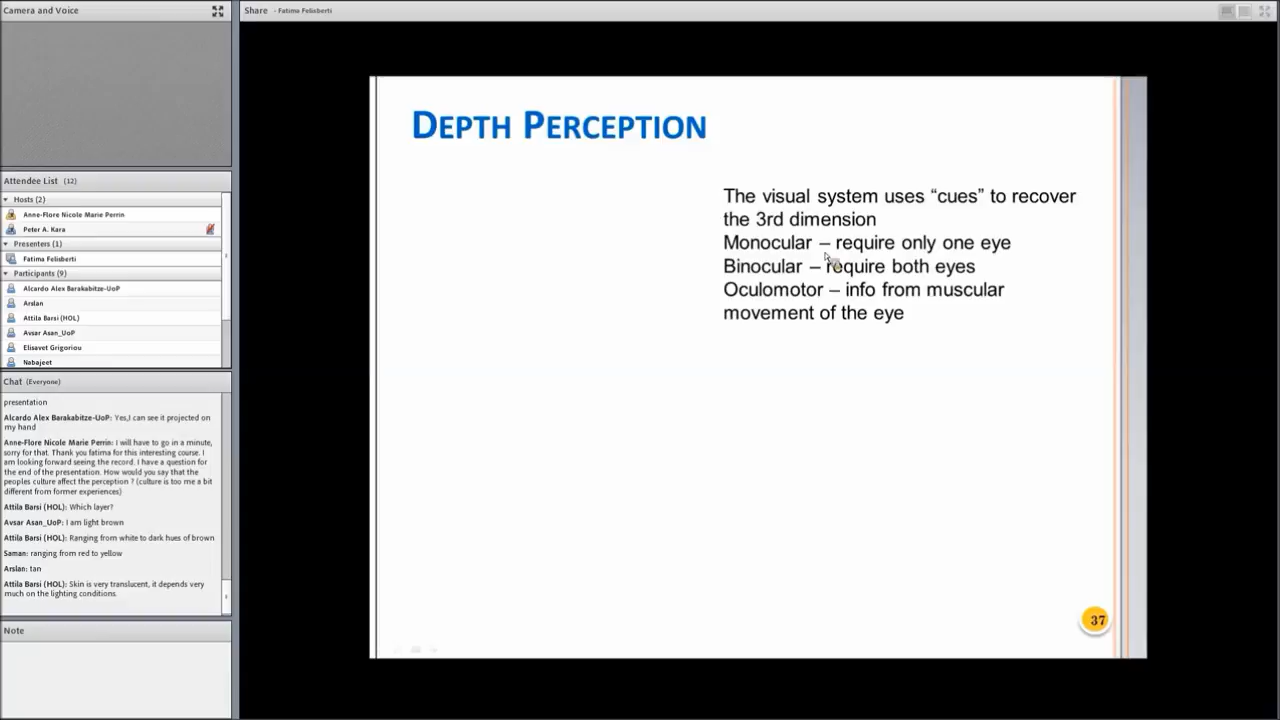 Camera and Voice
Attendee List (12)
Hosts (2)
Anne-Flore Nicole Marie Perrin
Peter A. Kara
Presenters (1)
Fatima Felisberti
Participants (9)
Alcardo Alex Barakabitze-UoP
Arslan
Attila Barsi (HOL)
Avsar Asan_UoP
Elisavet Grigoriou
Nabajeet
Chat (Everyone)
presentation
Alcardo Alex Barakabitze-UoP: Yes,I can see it projected on
my hand
Anne-Flore Nicole Marie Perrin: I will have to go in a minute,
sorry for that. Thank you fatima for this interesting course. I
am looking forward seeing the record. I have a question for
the end of the presentation. How would you say that the
peoples culture affect the perception ? (culture is too me a bit
different from former experiences)
Attila Barsi (HOL): Which layer?
Avsar Asan_UoP: I am light brown
Attila Barsi (HOL): Ranging from white to dark hues of brown
Saman: ranging from red to yellow
Arslan: tan
Attila Barsi (HOL): Skin is very translucent, it depends very
much on the lighting conditions.
Note
Share - Fatima Felisberti
DEPTH PERCEPTION
The visual system uses “cues” to recover
the 3rd dimension
Monocular – require only one eye
Binocular – require both eyes
Oculomotor – info from muscular
movement of the eye
37